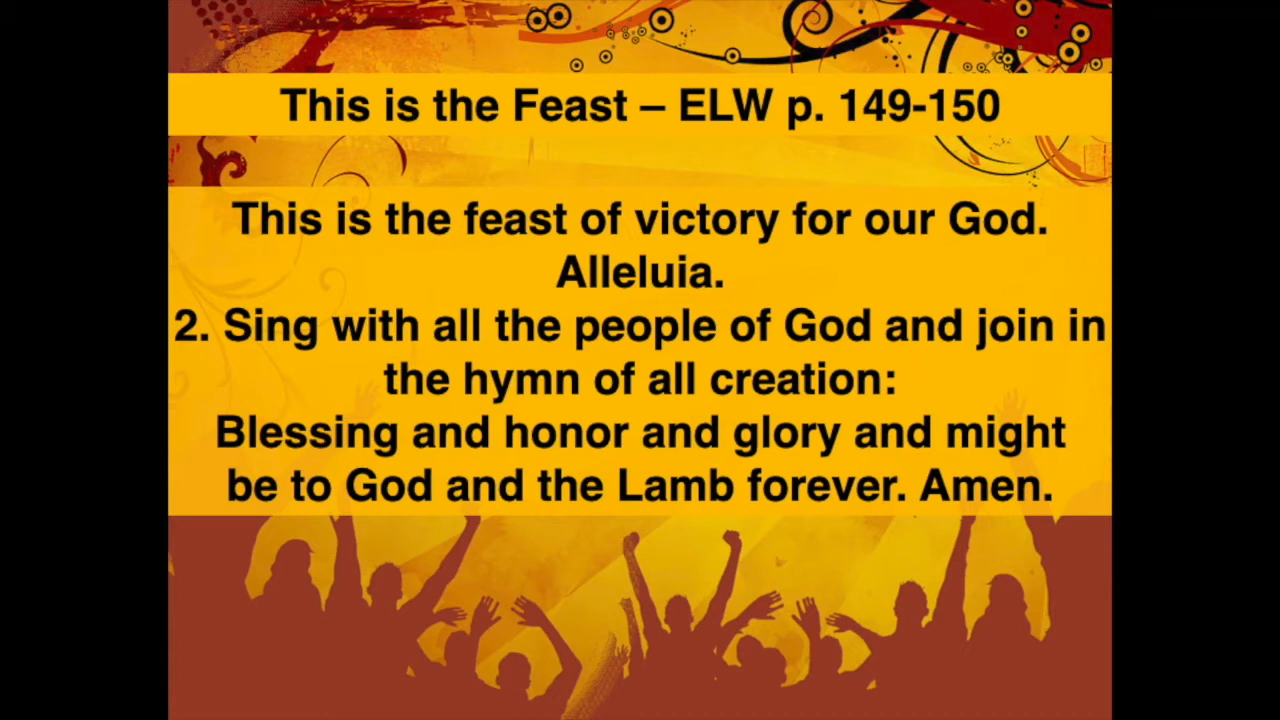 This is the Feast – ELW p. 149-150
This is the feast of victory for our God.
Alleluia.
2. Sing with all the people of God and join in
the hymn of all creation:
Blessing and honor and glory and might
be to God and the Lamb forever. Amen.